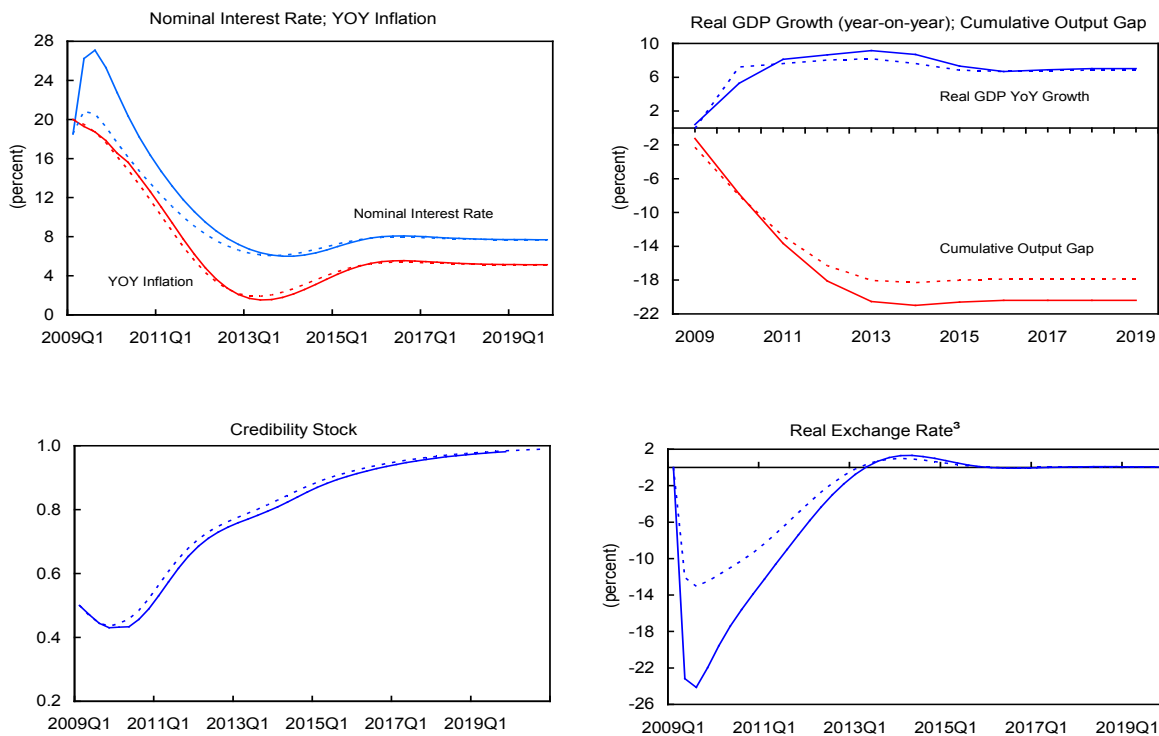 Nominal Interest Rate; YOY Inflation
28
24
20
16
12
8
4
0
(percent)
Nominal Interest Rate
YOY Inflation
2009Q1 2011Q1 2013Q1 2015Q1 2017Q1 2019Q1
Real GDP Growth (year-on-year); Cumulative Output Gap
10
6
2
-2
-6
-10
-14
-18
-22
(percent)
Real GDP YoY Growth
Cumulative Output Gap
2009 2011 2013 2015 2017 2019
Credibility Stock
1.0
0.8
0.6
0.4
0.2
2009Q1 2011Q1 2013Q1 2015Q1 2017Q1 2019Q1
Real Exchange Rate³
2
-2
-6
-10
-14
-18
-22
-26
(percent)
2009Q1 2011Q1 2013Q1 2015Q1 2017Q1 2019Q1